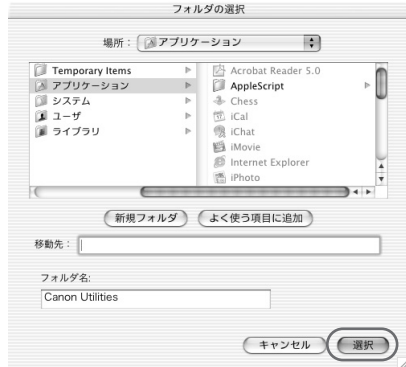 フォルダの選択
場所：アプリケーション
Temporary Items
アプリケーション
システム
ユーザ
ライブラリ
Acrobat Reader 5.0
AppleScript
Chess
iCal
iChat
iMovie
Internet Explorer
iPhoto
新規フォルダ よく使う項目に追加
移動先：
フォルダ名:
Canon Utilities
キャンセル 選択